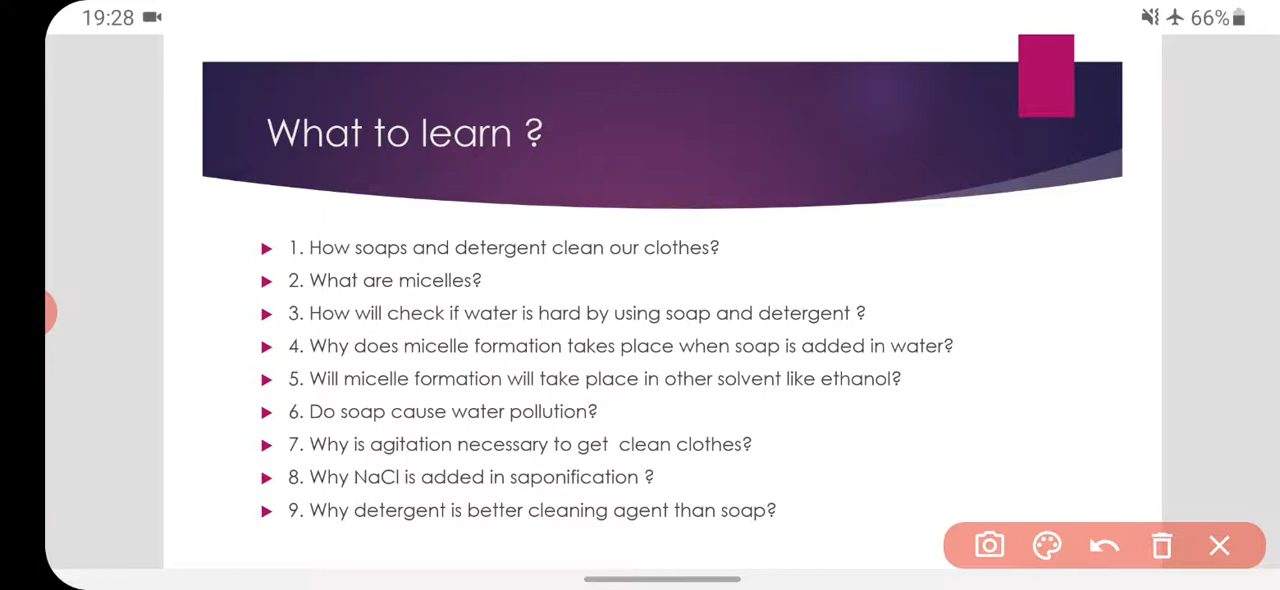 19:28
66%
What to learn ?
1. How soaps and detergent clean our clothes?
2. What are micelles?
3. How will check if water is hard by using soap and detergent ?
4. Why does micelle formation takes place when soap is added in water?
5. Will micelle formation will take place in other solvent like ethanol?
6. Do soap cause water pollution?
7. Why is agitation necessary to get  clean clothes?
8. Why NaCl is added in saponification ?
9. Why detergent is better cleaning agent than soap?